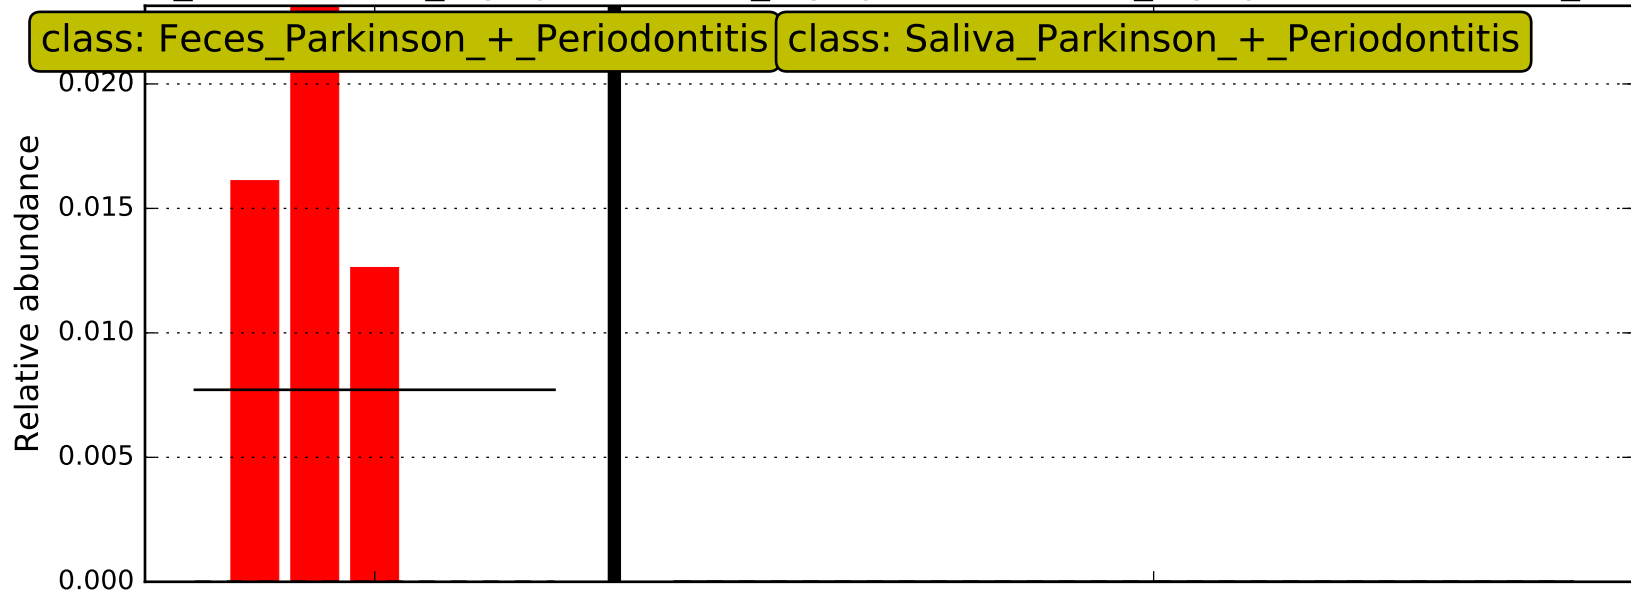 class: Feces_Parkinson_+_Periodontitis
class: Saliva_Parkinson_+_Periodontitis
0.020
0.015
0.010
0.005
0.000
Relative abundance